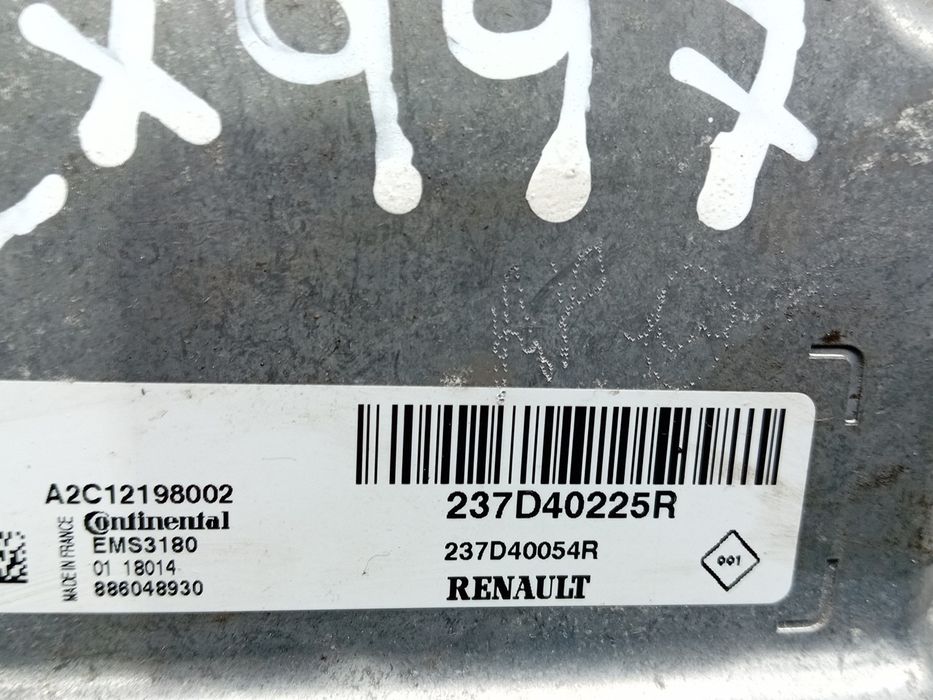 A2C12198002
Continental
EMS3180
01 18014
886048930
MADE IN FRANCE
237D40225R
237D40054R
RENAULT
001